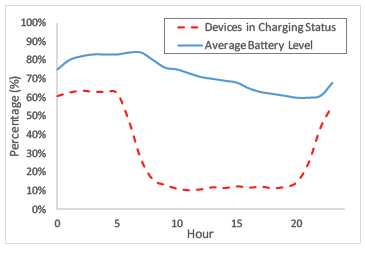 100%
90%
80%
70%
60%
50%
40%
30%
20%
10%
0%
Percentage (%)
Devices in Charging Status
Average Battery Level
0 5 10 15 20
Hour